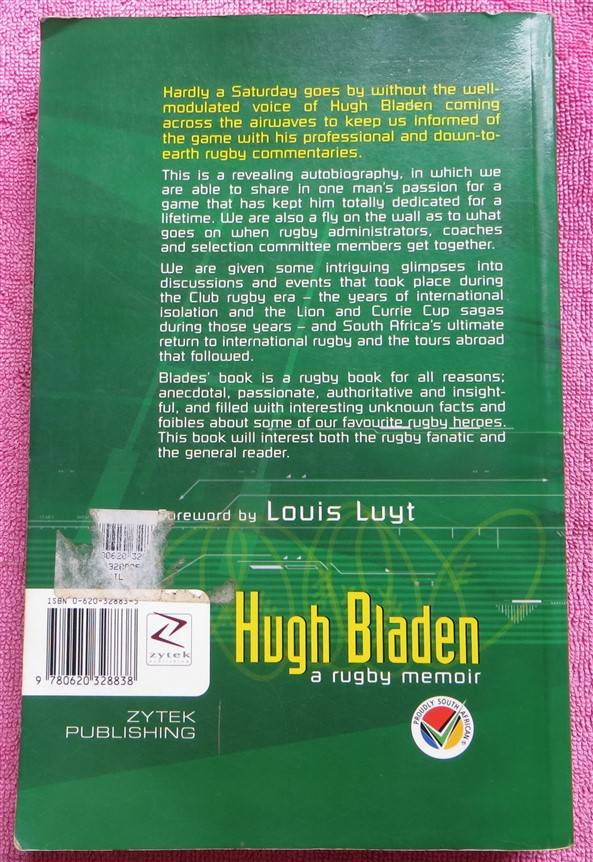 Hardly a Saturday goes by without the well-
modulated voice of Hugh Bladen coming
across the airwaves to keep us informed of
the game with his professional and down-to-
earth rugby commentaries.
This is a revealing autobiography, in which we
are able to share in one man's passion for a
game that has kept him totally dedicated for a
lifetime. We are also a fly on the wall as to what
goes on when rugby administrators, coaches
and selection committee members get together.
We are given some intriguing glimpses into
discussions and events that took place during
the Club rugby era – the years of international
isolation and the Lion and Currie Cup sagas
during those years – and South Africa's ultimate
return to international rugby and the tours abroad
that followed.
Blades' book is a rugby book for all reasons;
anecdotal, passionate, authoritative and insight-
ful, and filled with interesting unknown facts and
foibles about some of our favourite rugby heroes.
This book will interest both the rugby fanatic and
the general reader.
Foreword by Louis Luyt
TL
ISBN 0-620-32883-5
9 780620 328838
zytek
publishing
Hugh Bladen
a rugby memoir
ZYTEK
PUBLISHING
PROUDLY SOUTH AFRICAN